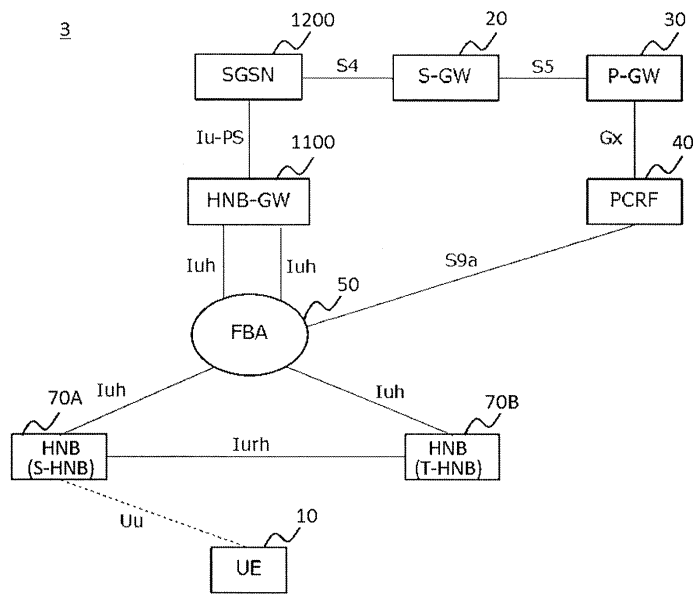 3
1200
20
30
SGSN
S4
S-GW
S5
P-GW
Iu-PS
1100
Gx
40
HNB-GW
PCRF
Iuh
Iuh
S9a
50
FBA
70A
Iuh
Iuh
70B
HNB
(S-HNB)
Iurh
HNB
(T-HNB)
Uu
10
UE